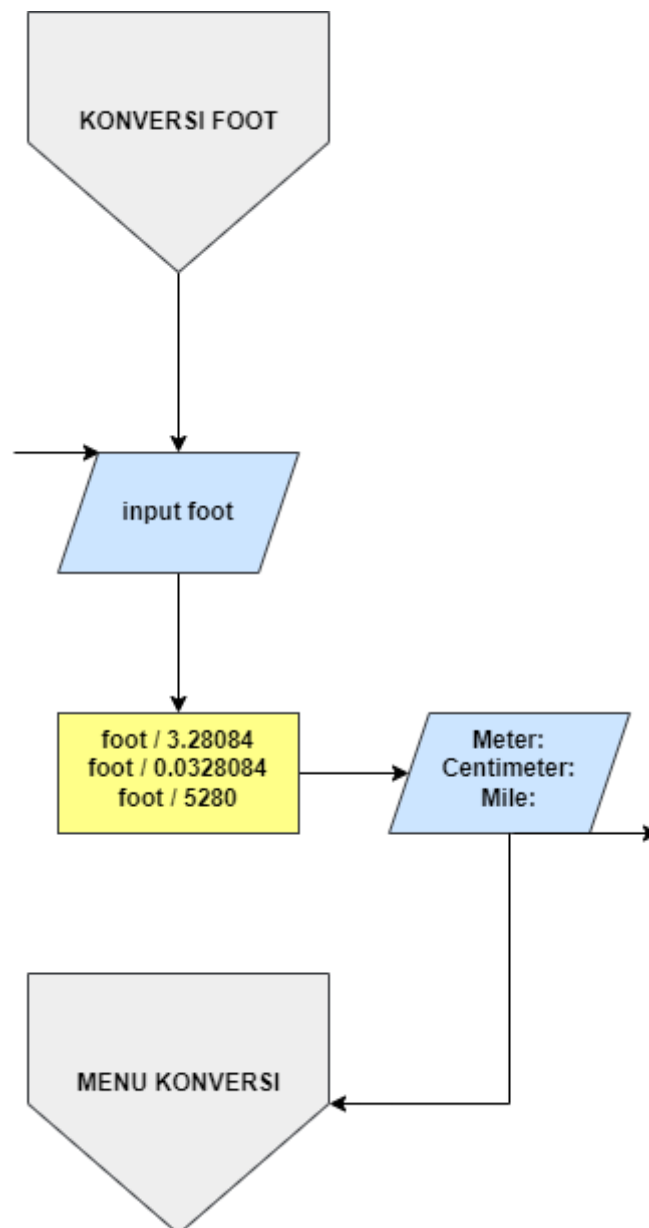 KONVERSI FOOT
input foot
foot / 3.28084
foot / 0.0328084
foot / 5280
Meter:
Centimeter:
Mile:
MENU KONVERSI